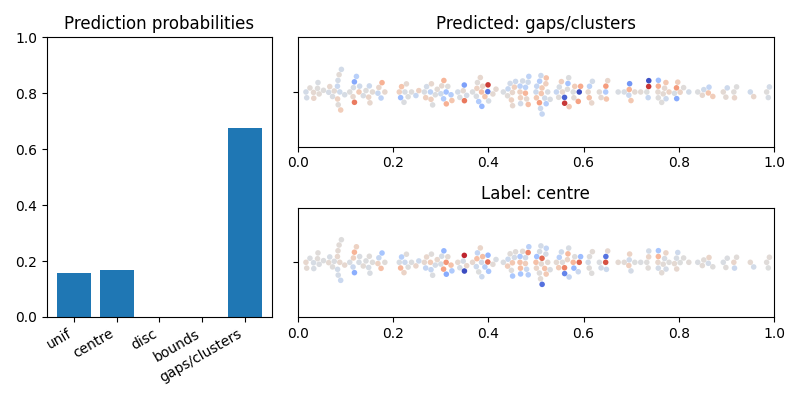 Prediction probabilities
1.0
0.8
0.6
0.4
0.2
0.0
unif
centre
disc
bounds
gaps/clusters
Predicted: gaps/clusters
0.0 0.2 0.4 0.6 0.8 1.0
Label: centre
0.0 0.2 0.4 0.6 0.8 1.0